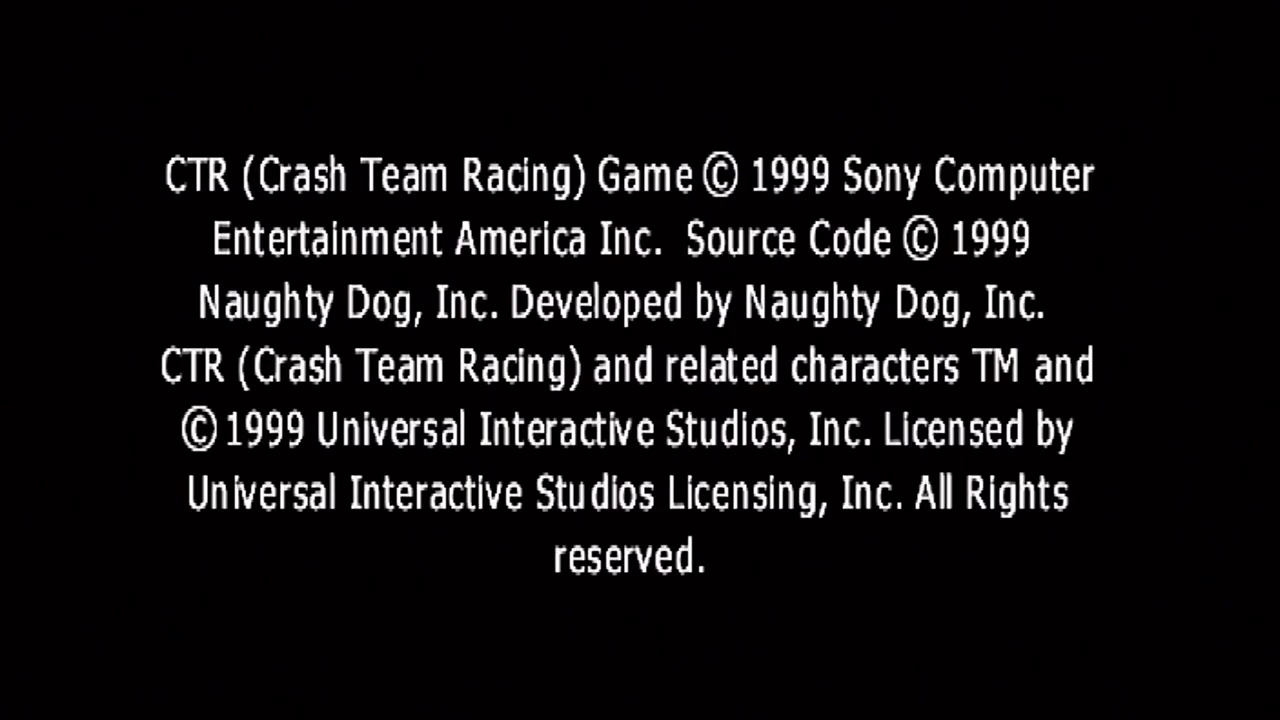 CTR (Crash Team Racing) Game © 1999 Sony Computer
Entertainment America Inc.  Source Code © 1999
Naughty Dog, Inc. Developed by Naughty Dog, Inc.
CTR (Crash Team Racing) and related characters TM and
© 1999 Universal Interactive Studios, Inc. Licensed by
Universal Interactive Studios Licensing, Inc. All Rights
reserved.